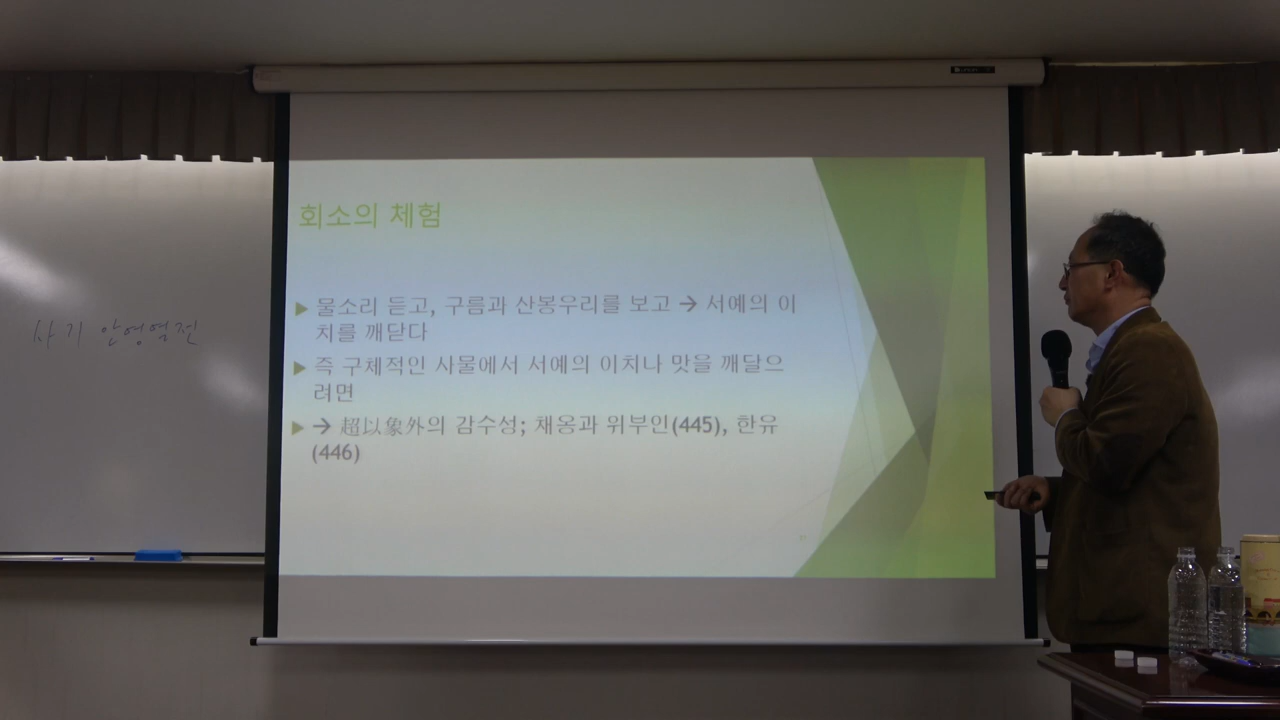 사기 안영열전
회소의 체험
물소리 듣고, 구름과 산봉우리를 보고 → 서예의 이
치를 깨닫다
즉 구체적인 사물에서 서예의 이치나 맛을 깨달으
려면
→ 超以象外의 감수성; 채옹과 위부인(445), 한유
(446)